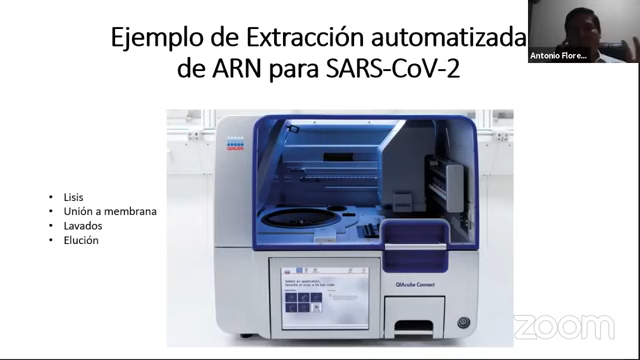 Ejemplo de Extracción automatizada
de ARN para SARS-CoV-2
Antonio Flore...
• Lisis
• Unión a membrana
• Lavados
• Elución
QIAGEN
QIAcube Connect
zoom